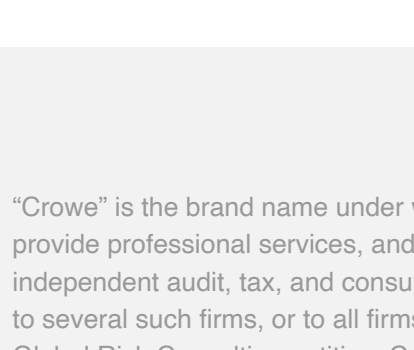 “Crowe” is the brand name under
provide professional services, and
independent audit, tax, and
to several such firms, or to all firms